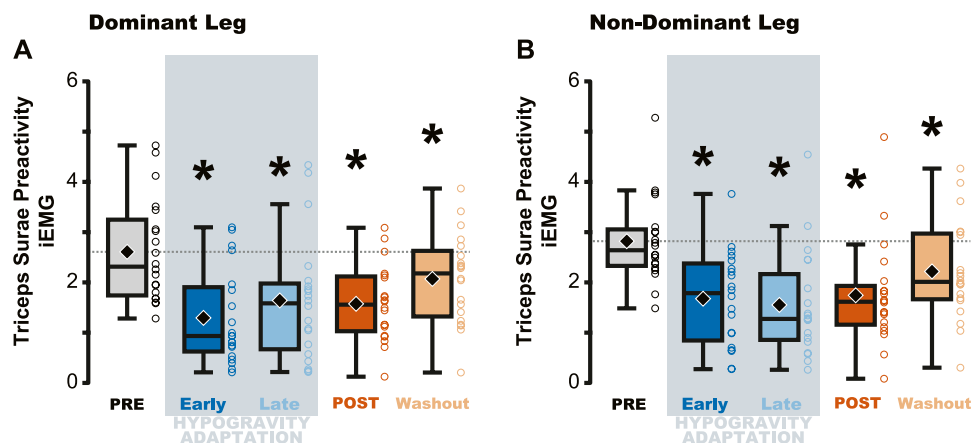 Dominant Leg
A
Triceps Surae Preactivity
iEMG
6
4
2
0
*
*
*
*
PRE
Early
Late
POST
Washout
HYPOGRAVITY
ADAPTATION
Non-Dominant Leg
B
Triceps Surae Preactivity
iEMG
6
4
2
0
*
*
*
*
PRE
Early
Late
POST
Washout
HYPOGRAVITY
ADAPTATION